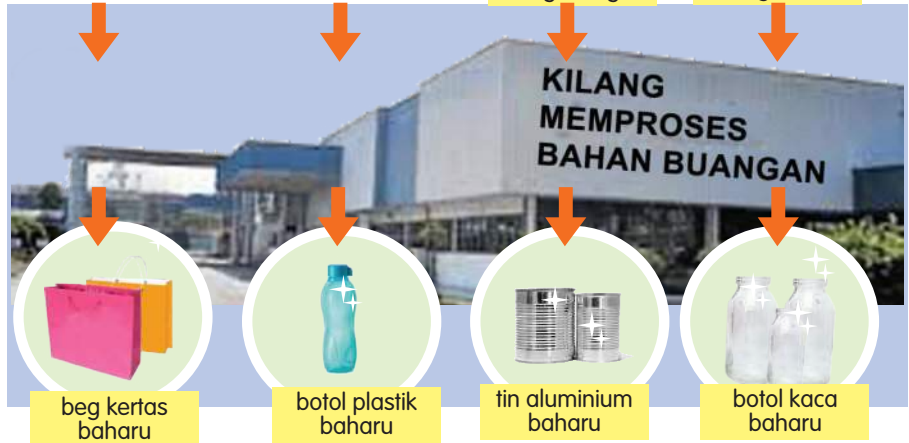 KILANG
MEMPROSES
BAHAN BUANGAN
beg kertas
baharu
botol plastik
baharu
tin aluminium
baharu
botol kaca
baharu